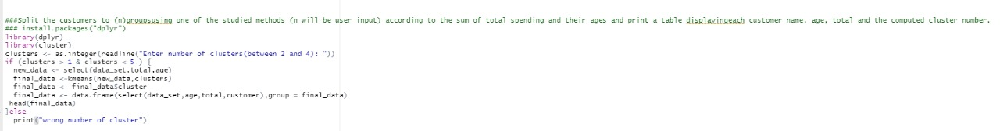 ###Split the customers to (n)groupsusing one of the studied methods (n will be user input) according to the sum of total spending and their ages and print a table displayingeach customer name, age, total and the computed cluster number.
### install.packages("dplyr")
library(dplyr)
library(cluster)
clusters <- as.integer(readline("Enter number of clusters(between 2 and 4): "))
if (clusters > 1 & clusters < 5 ) {
  new_data <- select(data_set,total,age)
  final_data <-kmeans(new_data,clusters)
  final_data <- final_data$cluster
  final_data <- data.frame(select(data_set,age,total,customer),group = final_data)
 head(final_data)
}else
  print("wrong number of cluster")